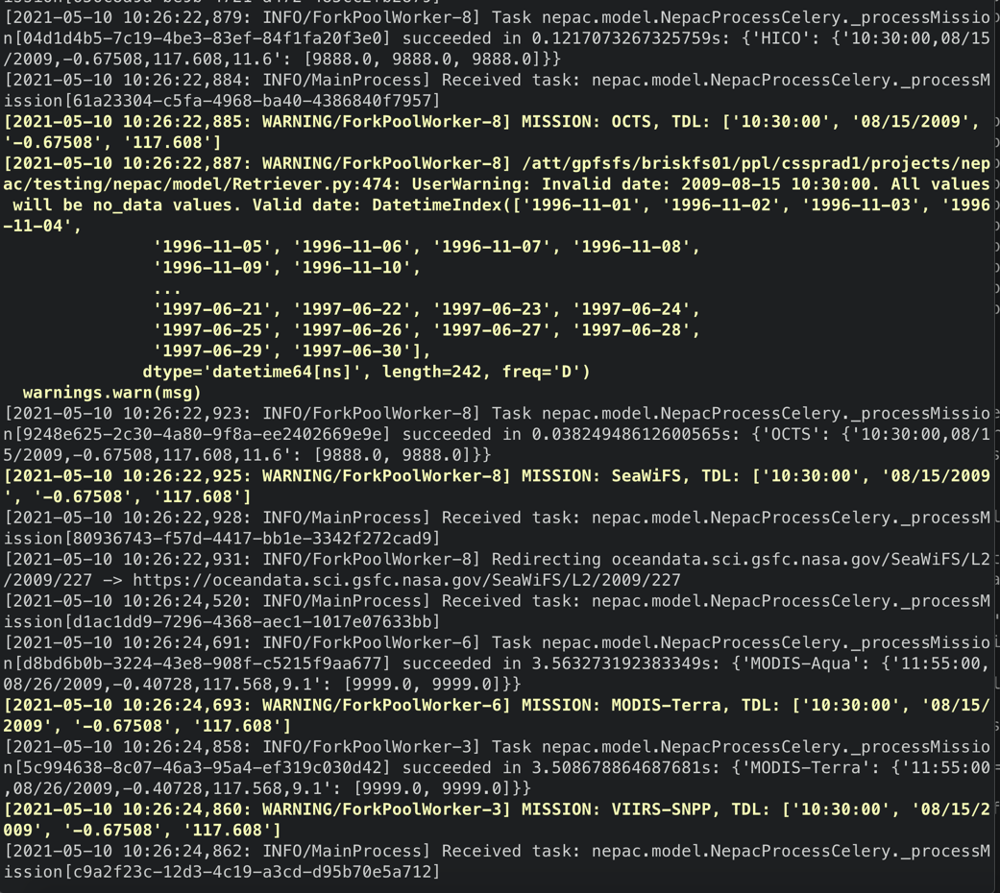 [2021-05-10 10:26:22,879: INFO/ForkPoolWorker-8] Task nepac.model.NepacProcessCelery._processMissio
n[04d1d4b5-7c19-4be3-83ef-84f1fa20f3e0] succeeded in 0.1217073267325759s: {'HICO': {'10:30:00,08/15
/2009,-0.67508,117.608,11.6': [9888.0, 9888.0, 9888.0]}}
[2021-05-10 10:26:22,884: INFO/MainProcess] Received task: nepac.model.NepacProcessCelery._processM
ission[61a23304-c5fa-4968-ba40-4386840f7957]
[2021-05-10 10:26:22,885: WARNING/ForkPoolWorker-8] MISSION: OCTS, TDL: ['10:30:00', '08/15/2009',
'-0.67508', '117.608']
[2021-05-10 10:26:22,887: WARNING/ForkPoolWorker-8] /att/gpfsfs/briskfs01/ppl/cssprad1/projects/nep
ac/testing/nepac/model/Retriever.py:474: UserWarning: Invalid date: 2009-08-15 10:30:00. All values
will be no_data values. Valid date: DatetimeIndex(['1996-11-01', '1996-11-02', '1996-11-03', '1996
-11-04',
'1996-11-05', '1996-11-06', '1996-11-07', '1996-11-08',
'1996-11-09', '1996-11-10',
...
'1997-06-21', '1997-06-22', '1997-06-23', '1997-06-24',
'1997-06-25', '1997-06-26', '1997-06-27', '1997-06-28',
'1997-06-29', '1997-06-30'],
dtype='datetime64[ns]', length=242, freq='D')
warnings.warn(msg)
[2021-05-10 10:26:22,923: INFO/ForkPoolWorker-8] Task nepac.model.NepacProcessCelery._processMissio
n[9248e625-2c30-4a80-9f8a-ee2402669e9e] succeeded in 0.03824948612600565s: {'OCTS': {'10:30:00,08/1
5/2009,-0.67508,117.608,11.6': [9888.0, 9888.0]}}
[2021-05-10 10:26:22,925: WARNING/ForkPoolWorker-8] MISSION: SeaWiFS, TDL: ['10:30:00', '08/15/2009
', '-0.67508', '117.608']
[2021-05-10 10:26:22,928: INFO/MainProcess] Received task: nepac.model.NepacProcessCelery._processM
ission[80936743-f57d-4417-bb1e-3342f272cad9]
[2021-05-10 10:26:22,931: INFO/ForkPoolWorker-8] Redirecting oceandata.sci.gsfc.nasa.gov/SeaWiFS/L2
/2009/227 -> https://oceandata.sci.gsfc.nasa.gov/SeaWiFS/L2/2009/227
[2021-05-10 10:26:24,520: INFO/MainProcess] Received task: nepac.model.NepacProcessCelery._processM
ission[d1ac1dd9-7296-4368-aec1-1017e07633bb]
[2021-05-10 10:26:24,691: INFO/ForkPoolWorker-6] Task nepac.model.NepacProcessCelery._processMissio
n[d8bd6b0b-3224-43e8-908f-c5215f9aa677] succeeded in 3.563273192383349s: {'MODIS-Aqua': {'11:55:00,
08/26/2009,-0.40728,117.568,9.1': [9999.0, 9999.0]}}
[2021-05-10 10:26:24,693: WARNING/ForkPoolWorker-6] MISSION: MODIS-Terra, TDL: ['10:30:00', '08/15/
2009', '-0.67508', '117.608']
[2021-05-10 10:26:24,858: INFO/ForkPoolWorker-3] Task nepac.model.NepacProcessCelery._processMissio
n[5c994638-8c07-46a3-95a4-ef319c030d42] succeeded in 3.508678864687681s: {'MODIS-Terra': {'11:55:00
,08/26/2009,-0.40728,117.568,9.1': [9999.0, 9999.0]}}
[2021-05-10 10:26:24,860: WARNING/ForkPoolWorker-3] MISSION: VIIRS-SNPP, TDL: ['10:30:00', '08/15/2
009', '-0.67508', '117.608']
[2021-05-10 10:26:24,862: INFO/MainProcess] Received task: nepac.model.NepacProcessCelery._processM
ission[c9a2f23c-12d3-4c19-a3cd-d95b70e5a712]